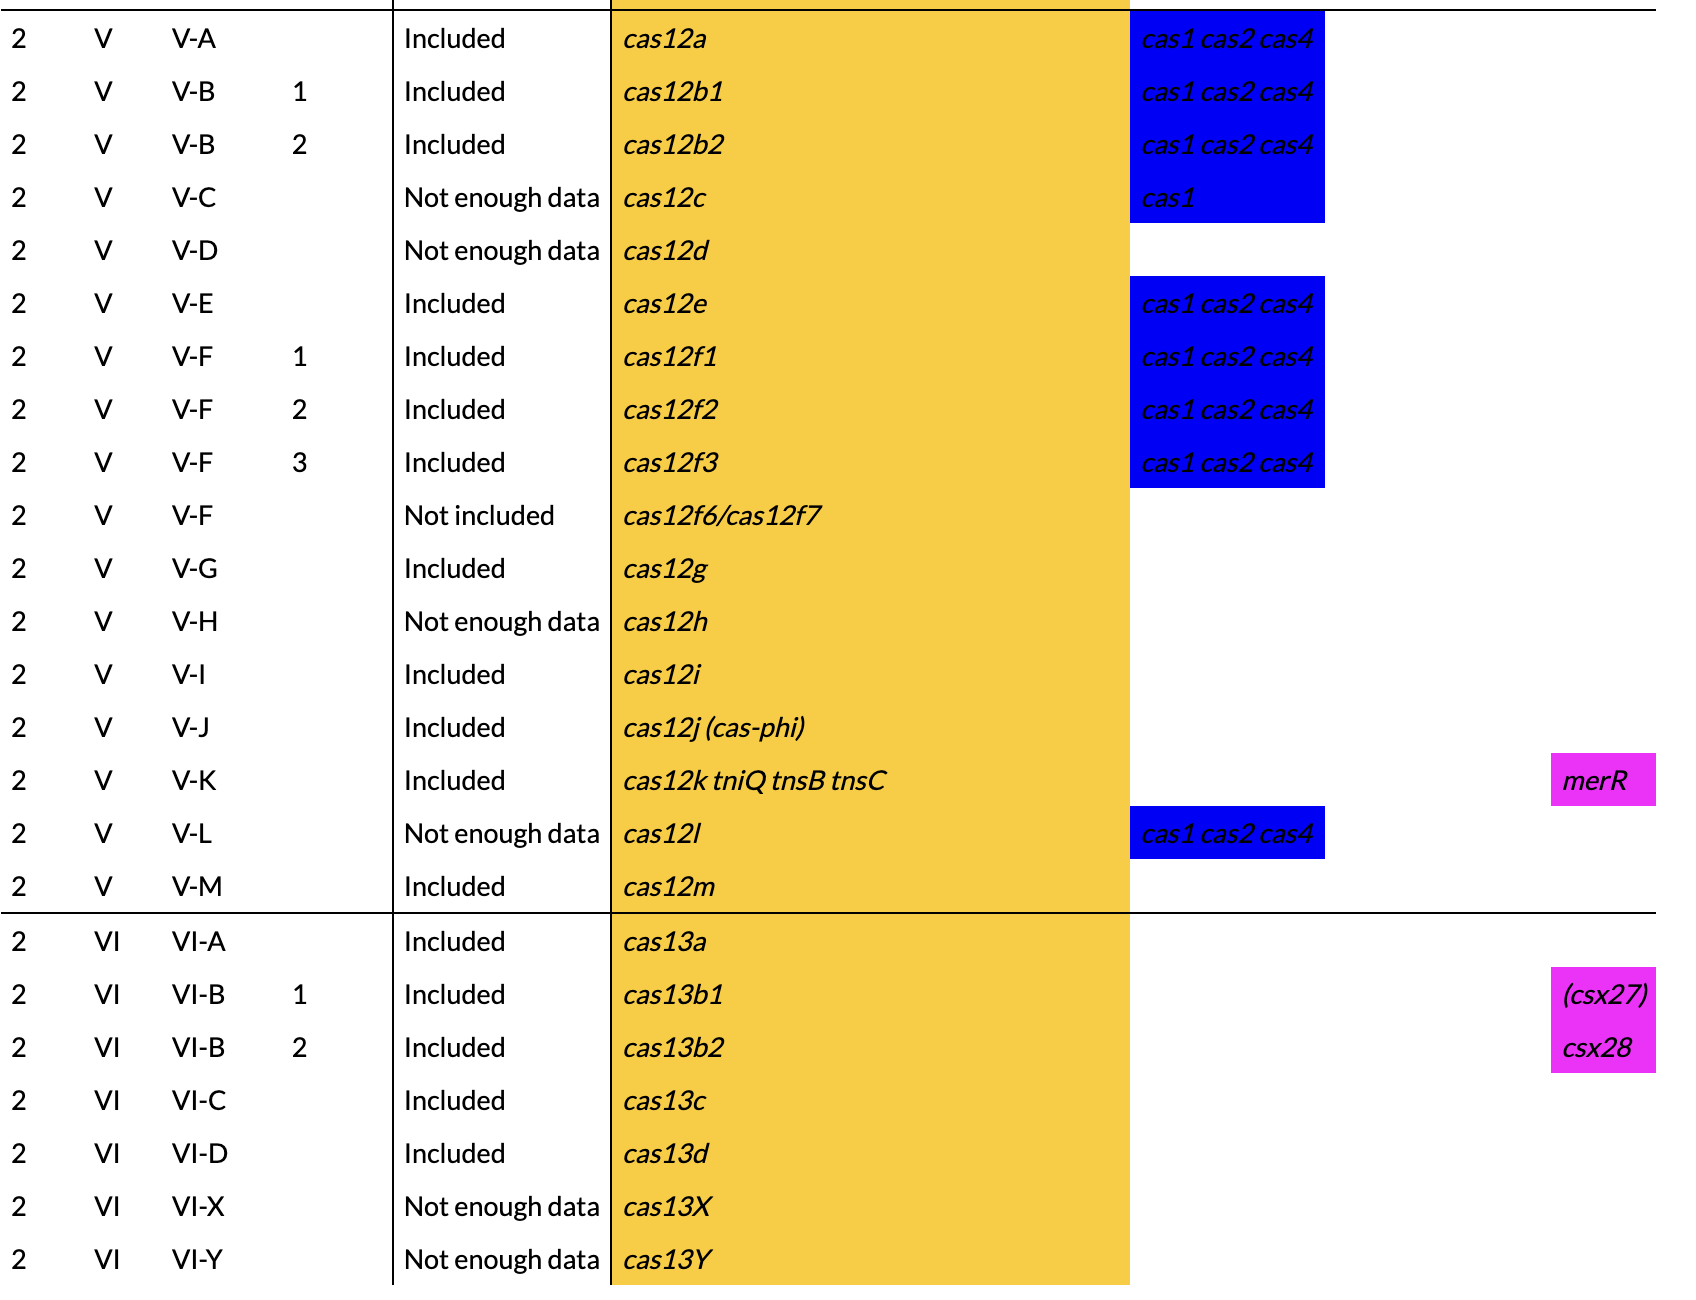 2 V V-A Included cas12a cas1 cas2 cas4
2 V V-B 1 Included cas12b1 cas1 cas2 cas4
2 V V-B 2 Included cas12b2 cas1 cas2 cas4
2 V V-C Not enough data cas12c cas1
2 V V-D Not enough data cas12d
2 V V-E Included cas12e cas1 cas2 cas4
2 V V-F 1 Included cas12f1 cas1 cas2 cas4
2 V V-F 2 Included cas12f2 cas1 cas2 cas4
2 V V-F 3 Included cas12f3 cas1 cas2 cas4
2 V V-F Not included cas12f6/cas12f7
2 V V-G Included cas12g
2 V V-H Not enough data cas12h
2 V V-I Included cas12i
2 V V-J Included cas12j (cas-phi)
2 V V-K Included cas12k tniQ tnsB tnsC merR
2 V V-L Not enough data cas12l cas1 cas2 cas4
2 V V-M Included cas12m
2 VI VI-A Included cas13a
2 VI VI-B 1 Included cas13b1 (csx27)
2 VI VI-B 2 Included cas13b2 csx28
2 VI VI-C Included cas13c
2 VI VI-D Included cas13d
2 VI VI-X Not enough data cas13X
2 VI VI-Y Not enough data cas13Y